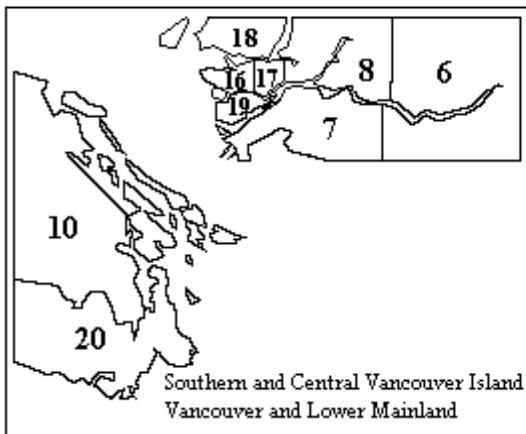 18
16 17 8 6
19
7
10
20
Southern and Central Vancouver Island
Vancouver and Lower Mainland